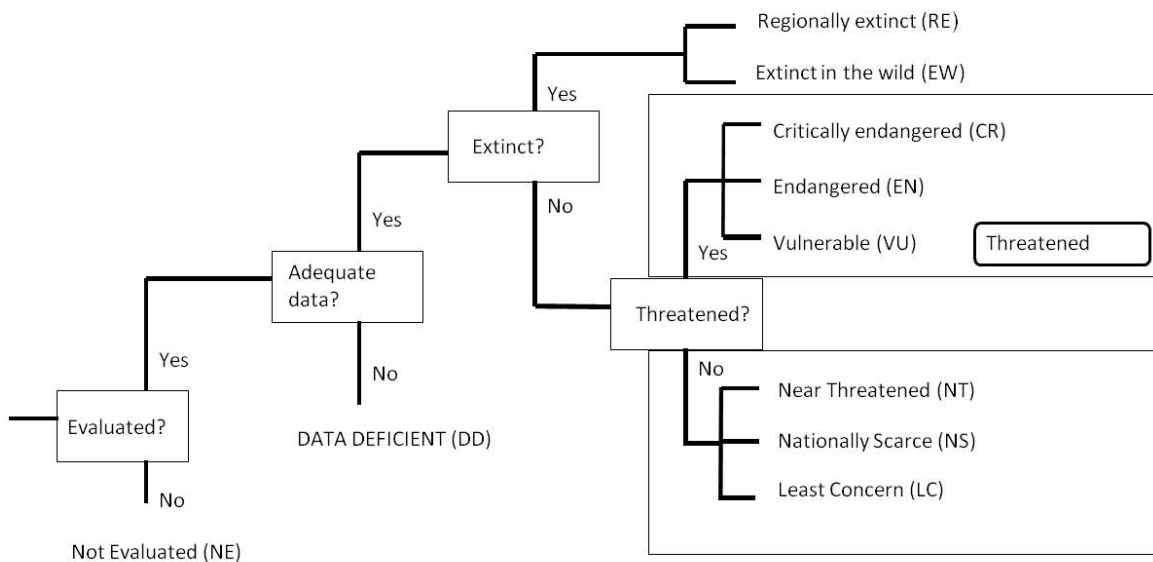 Regionally extinct (RE)
Extinct in the wild (EW)
Yes
Extinct?
Critically endangered (CR)
Endangered (EN)
Yes
No
Vulnerable (VU)
Threatened
Yes
Adequate
data?
Threatened?
Yes
No
No
Near Threatened (NT)
Evaluated?
DATA DEFICIENT (DD)
Nationally Scarce (NS)
Least Concern (LC)
No
Not Evaluated (NE)